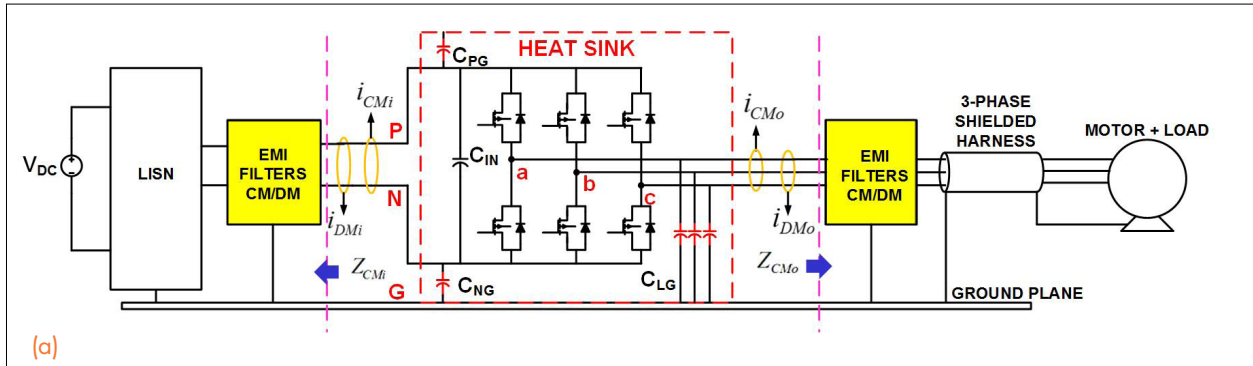 HEAT SINK
C_PG
i_CMi
i_CMo
3-PHASE
SHIELDED
HARNESS
MOTOR + LOAD
P
V_DC
LISN
EMI
FILTERS
CM/DM
C_IN
a
b
c
EMI
FILTERS
CM/DM
N
i_DMi
i_DMo
Z_CMi
C_NG
C_LG
Z_CMo
G
GROUND PLANE
(a)